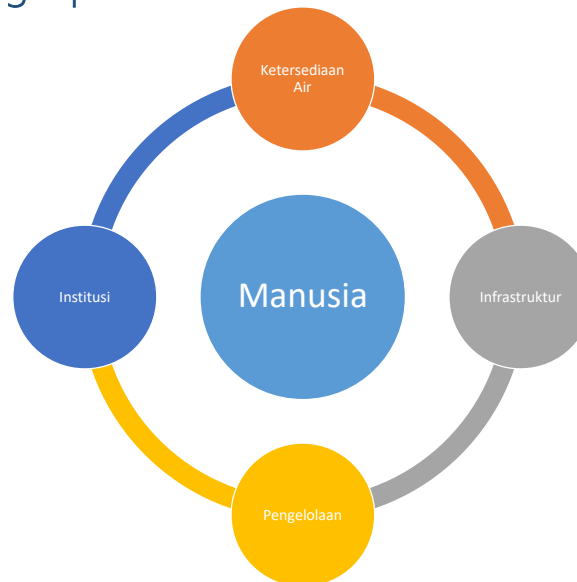 Ketersediaan
Air
Institusi
Manusia
Infrastruktur
Pengelolaan